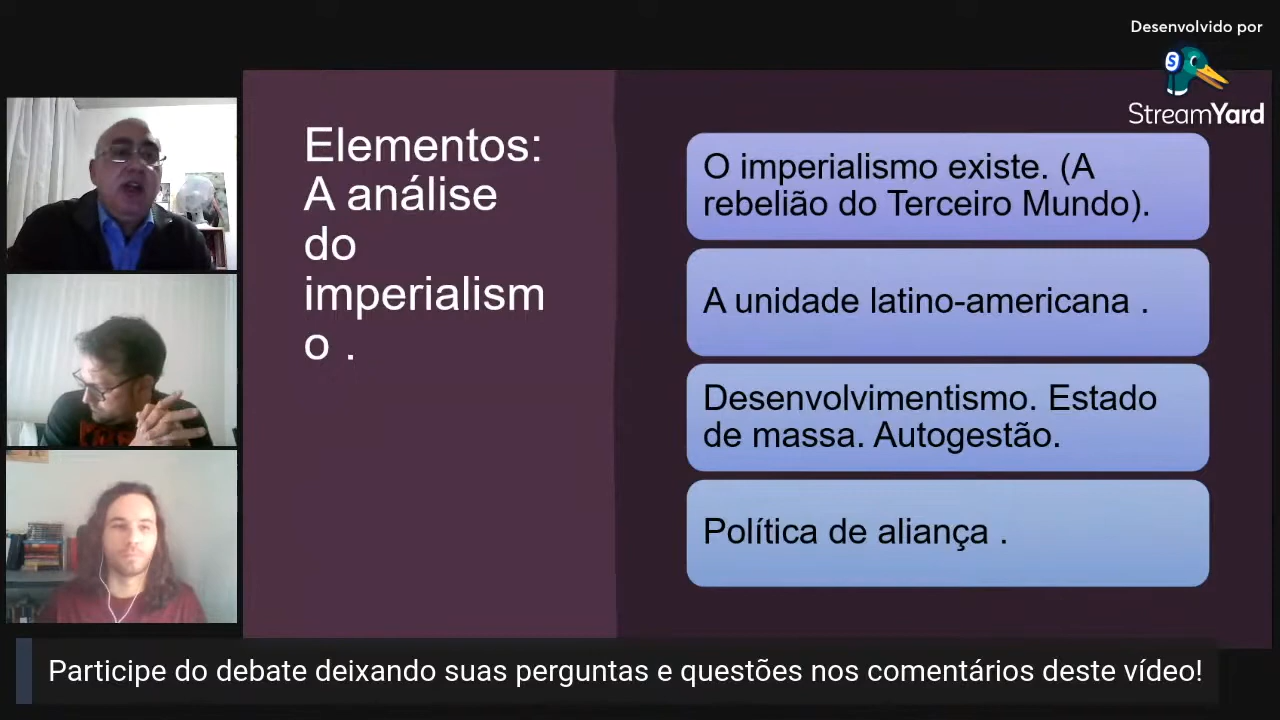 Desenvolvido por
StreamYard
Elementos:
A análise
do
imperialism
o .
O imperialismo existe. (A
rebelião do Terceiro Mundo).
A unidade latino-americana .
Desenvolvimentismo. Estado
de massa. Autogestão.
Política de aliança .
Participe do debate deixando suas perguntas e questões nos comentários deste vídeo!